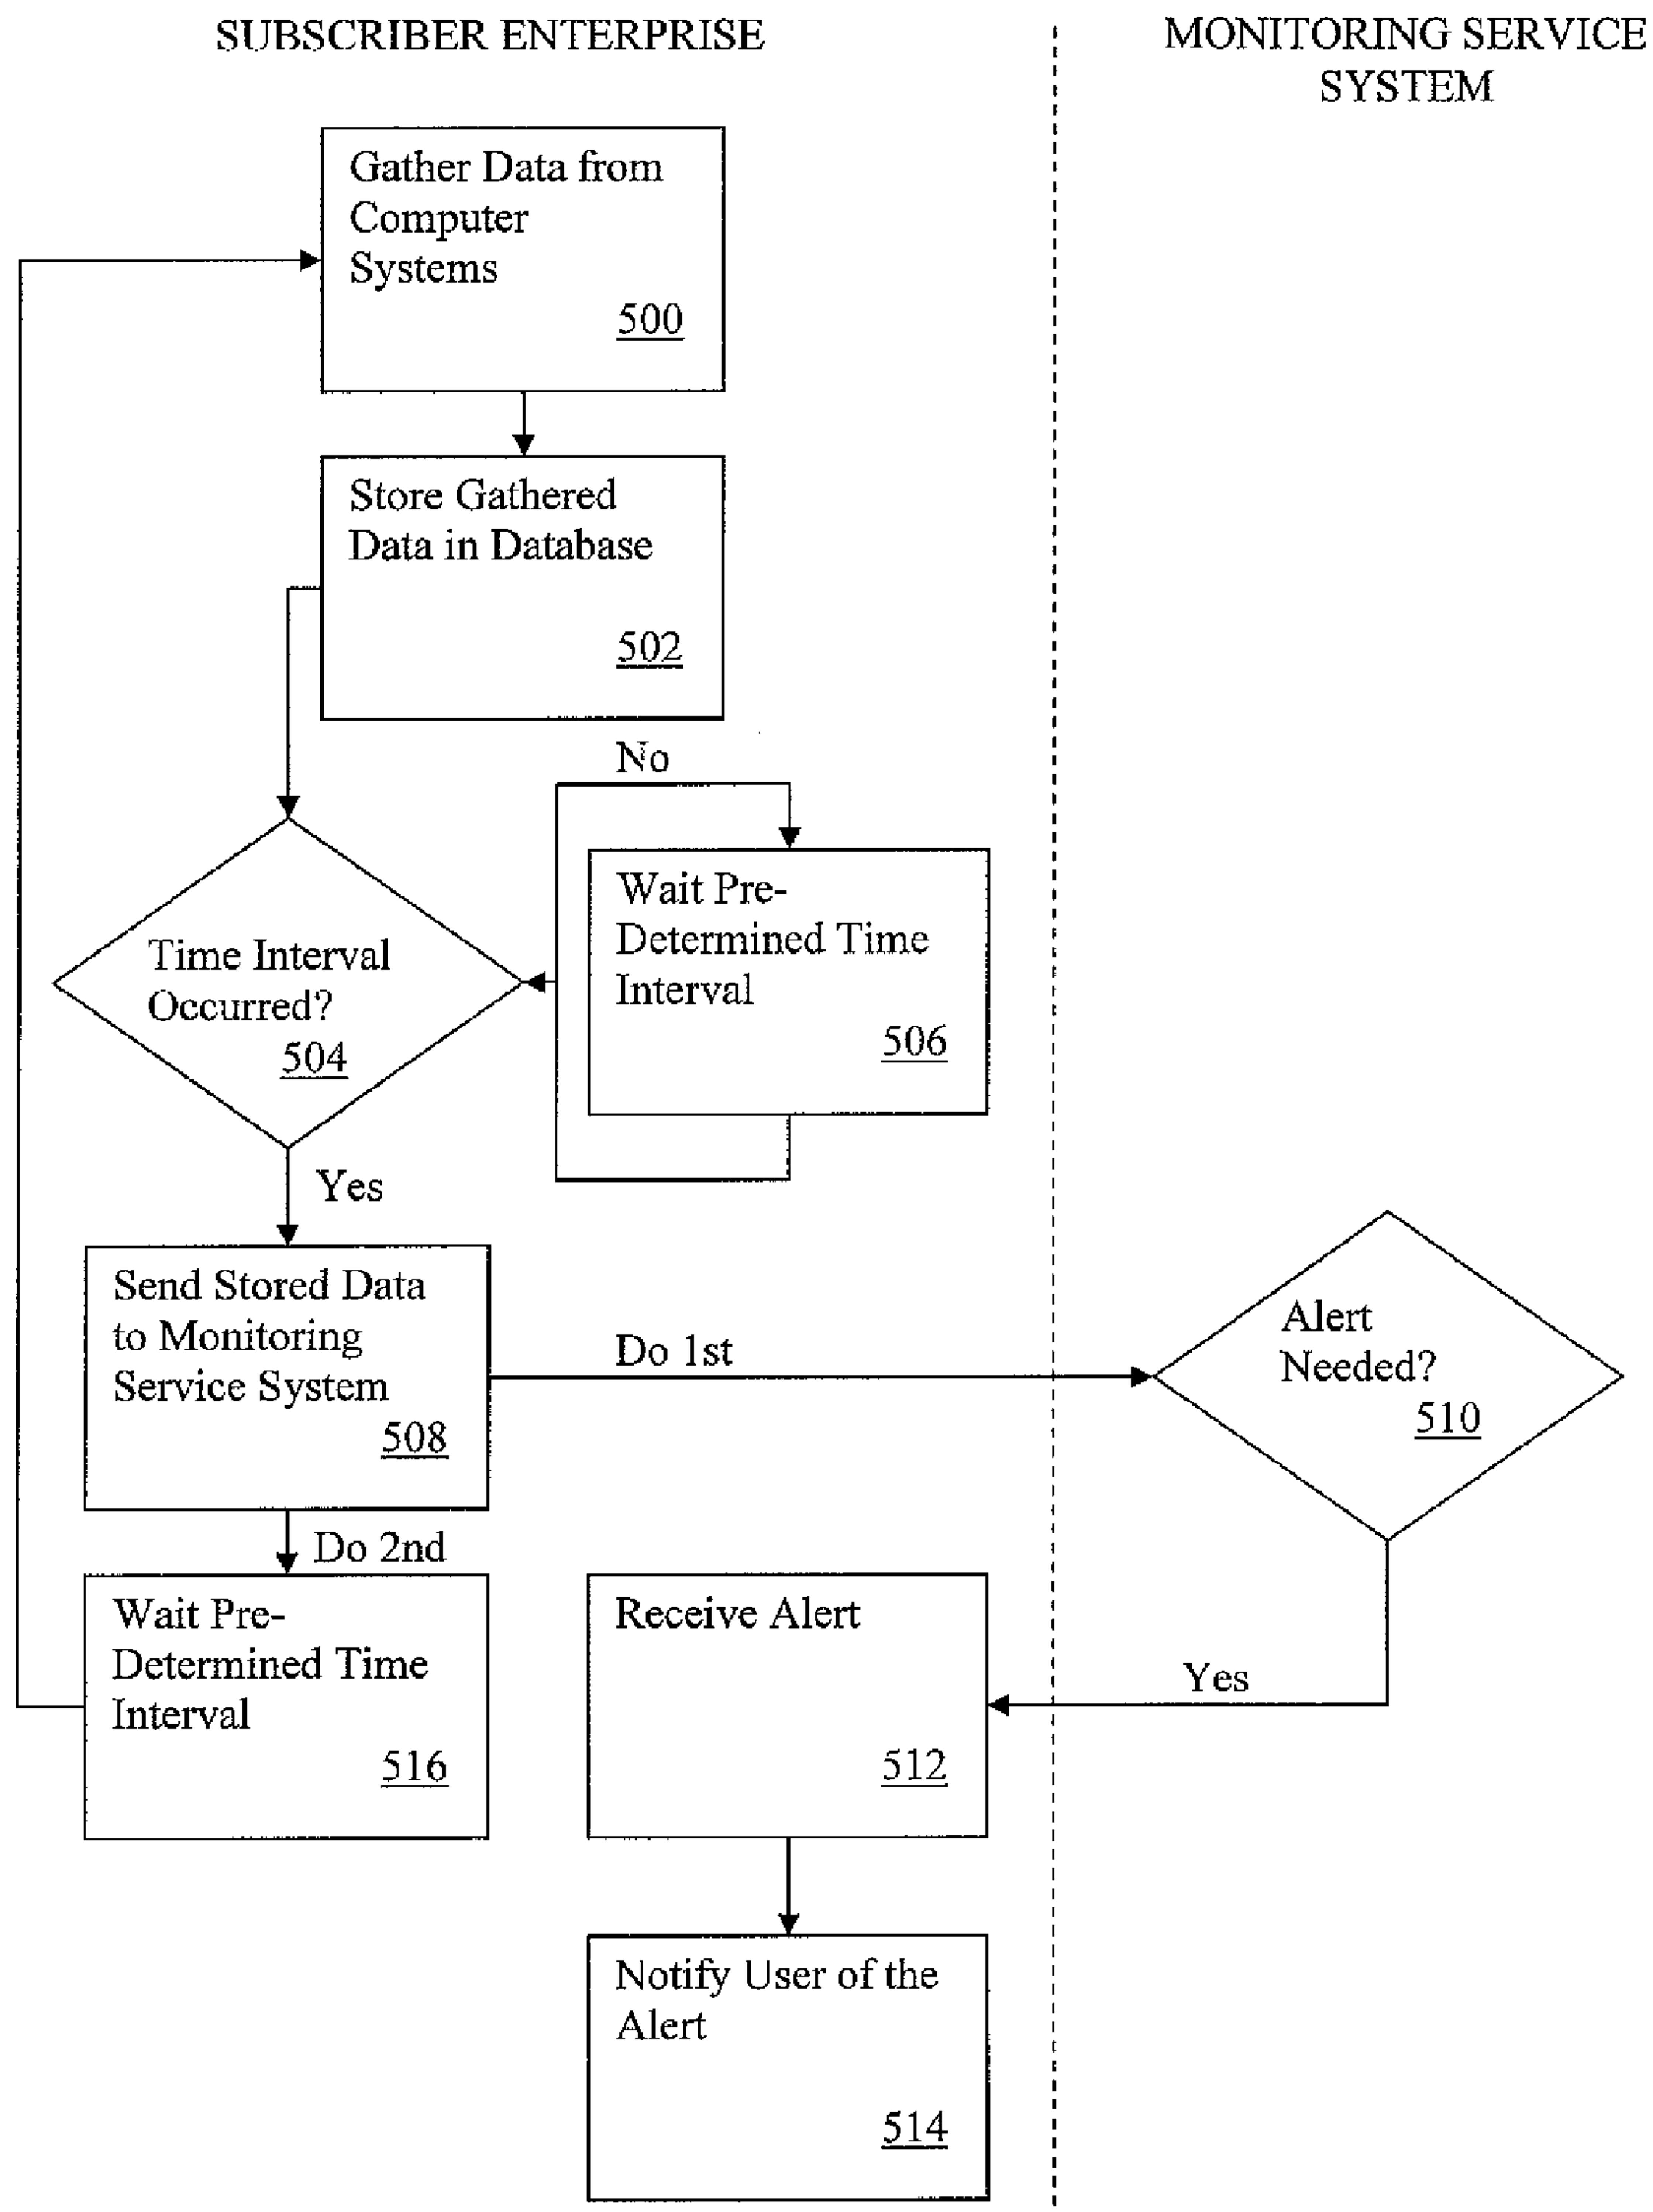 SUBSCRIBER ENTERPRISE
MONITORING SERVICE
SYSTEM
Gather Data from
Computer
Systems
500
Store Gathered
Data in Database
502
No
Wait Pre-
Determined Time
Interval
506
Time Interval
Occurred?
504
Yes
Send Stored Data
to Monitoring
Service System
508
Do 1st
Alert
Needed?
510
Do 2nd
Wait Pre-
Determined Time
Interval
516
Receive Alert
512
Yes
Notify User of the
Alert
514